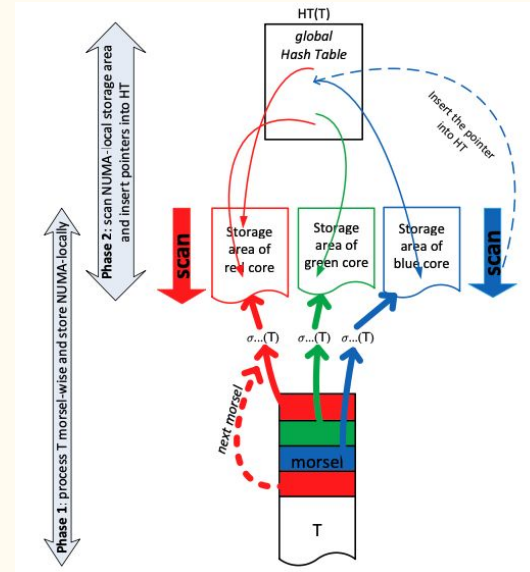 HT(T)
global
Hash Table
Phase 2: scan NUMA-local storage area
and insert pointers into HT
Insert the pointer
into HT
Phase 1: process T morsel-wise and store NUMA-locally
scan
Storage
area of
red core
Storage
area of
green core
Storage
area of
blue core
scan
σ...(T)
σ...(T)
σ...(T)
next morsel
morsel
T